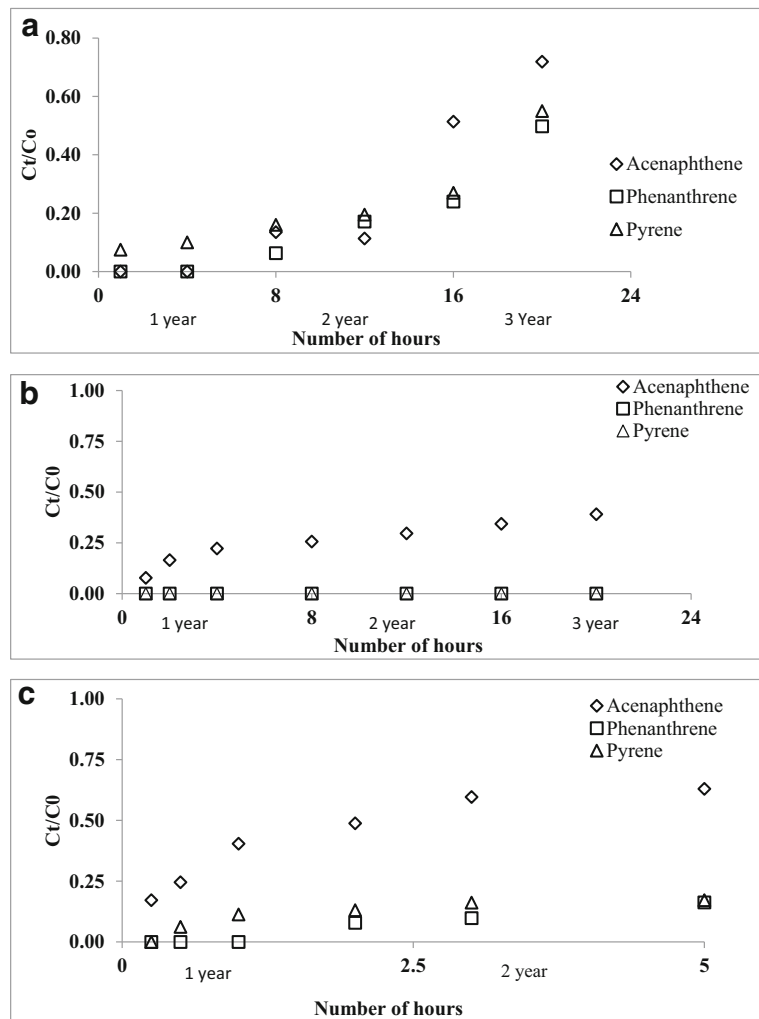 a
0.80
0.60
0.40
0.20
0.00
Ct/Co
Acenaphthene
Phenanthrene
Pyrene
0 8 16 24
1 year 2 year 3 Year
Number of hours
b
1.00
0.75
0.50
0.25
0.00
Ct/C0
Acenaphthene
Phenanthrene
Pyrene
0 8 16 24
1 year 2 year 3 year
Number of hours
c
1.00
0.75
0.50
0.25
0.00
Ct/C0
Acenaphthene
Phenanthrene
Pyrene
0 2.5 5
1 year 2 year
Number of hours